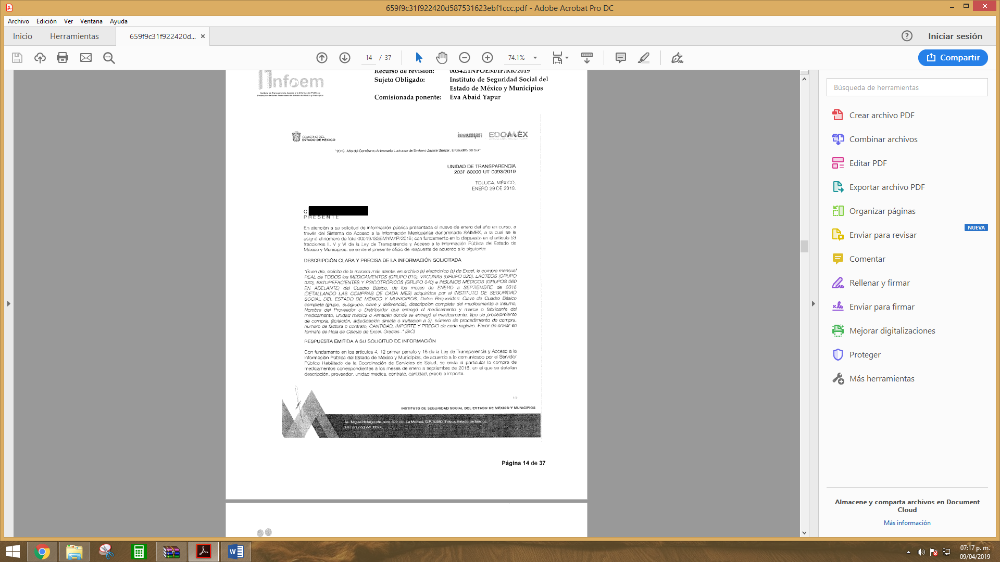 659f9c31f922420d587531623ebf1ccc.pdf - Adobe Acrobat Pro DC
Archivo Edición Ver Ventana Ayuda
Inicio Herramientas 659f9c31f922420d... × Iniciar sesión
14 / 37 74.1% Compartir
Recurso de revisión: 00342/INFOEM/IP/RR/2019
Sujeto Obligado: Instituto de Seguridad Social del
Estado de México y Municipios
Comisionada ponente: Eva Abaid Yapur
infoem
Instituto de Transparencia, Acceso a la Información Pública y
Protección de Datos Personales del Estado de México y Municipios
GOBIERNO DEL
ESTADO DE MÉXICO
issemym EDOMÉX
"2019. Año del Centésimo Aniversario Luctuoso de Emiliano Zapata Salazar, El Caudillo del Sur"
UNIDAD DE TRANSPARENCIA
203F 80000-UT-0093/2019
TOLUCA, MÉXICO,
ENERO 29 DE 2019.
C.
PRESENTE
En atención a su solicitud de información pública presentada el nueve de enero del año en curso, a
través del Sistema de Acceso a la Información Mexiquense denominado SAIMEX, a la cual se le
asignó el número de folio 00019/ISSEMYM/IP/2018; con fundamento en lo dispuesto en el artículo 53
fracciones II, V y VI de la Ley de Transparencia y Acceso a la Información Pública del Estado de
México y Municipios, se emite el presente oficio de respuesta de acuerdo a lo siguiente:
DESCRIPCIÓN CLARA Y PRECISA DE LA INFORMACIÓN SOLICITADA
"Buen día, solicito de la manera más atenta, en archivo (s) electrónico (s) de Excel, la compra mensual
REAL de TODOS los MEDICAMENTOS (GRUPO 010), VACUNAS (GRUPO 020), LÁCTEOS (GRUPO
030), ESTUPEFACIENTES Y PSICOTRÓPICOS (GRUPO 040) e INSUMOS MÉDICOS (GRUPOS 060
EN ADELANTE) del Cuadro Básico, de los meses de ENERO a SEPTIEMBRE de 2018
(DETALLANDO LAS COMPRAS DE CADA MES) adquiridos por el INSTITUTO DE SEGURIDAD
SOCIAL DEL ESTADO DE MEXICO Y MUNICIPIOS. Datos Requeridos: Clave de Cuadro Básico
completa (grupo, subgrupo, clave y deferencial), descripción completa del medicamento o insumo,
Nombre del Proveedor o Distribuidor que entregó el medicamento y marca o fabricante del
medicamento, unidad médica o Almacén donde se entregó el medicamento, tipo de procedimiento
de compra, (licitación, adjudicación directa o invitación a 3), número de procedimiento de compra,
número de factura o contrato, CANTIDAD, IMPORTE Y PRECIO de cada registro. Favor de enviar en
formato de Hoja de Cálculo de Excel. Gracias.." (SIC)
RESPUESTA EMITIDA A SU SOLICITUD DE INFORMACIÓN
Con fundamento en los artículos 4, 12 primer párrafo y 16 de la Ley de Transparencia y Acceso a la
Información Pública del Estado de México y Municipios, de acuerdo a lo comunicado por el Servidor
Público Habilitado de la Coordinación de Servicios de Salud, se envía al particular la compra de
medicamentos correspondientes a los meses de enero a septiembre de 2018, en el que se detallan
descripción, proveedor, unidad medica, contrato, cantidad, precio e importe.
INSTITUTO DE SEGURIDAD SOCIAL DEL ESTADO DE MÉXICO Y MUNICIPIOS
Av. Miguel Hidalgo pte. núm. 600, col. La Merced, C.P. 50080, Toluca, Estado de México.
Tel.: (01 722) 226 19 00.
Página 14 de 37
Búsqueda de herramientas
Crear archivo PDF
Combinar archivos
Editar PDF
Exportar archivo PDF
Organizar páginas
NUEVA
Enviar para revisar
Comentar
Rellenar y firmar
Enviar para firmar
Mejorar digitalizaciones
Proteger
Más herramientas
Almacene y comparta archivos en Document
Cloud
Más información
07:17 p. m.
09/04/2019